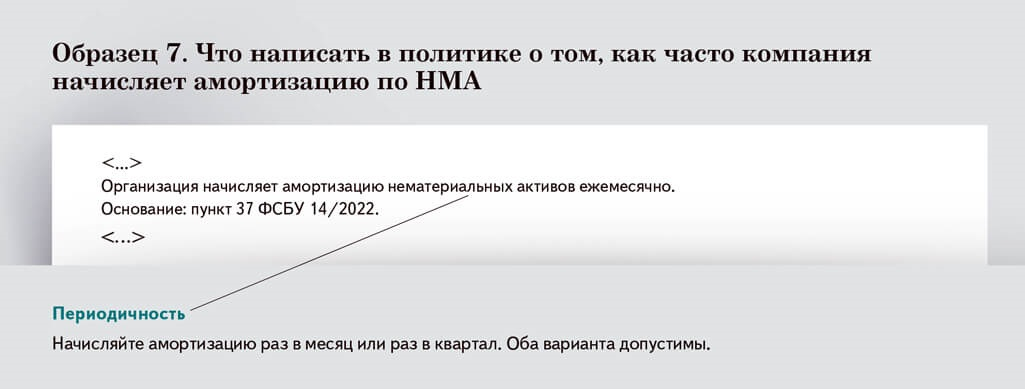 Образец 7. Что написать в политике о том, как часто компания
начисляет амортизацию по НМА
<...>
Организация начисляет амортизацию нематериальных активов ежемесячно.
Основание: пункт 37 ФСБУ 14/2022.
<...>
Периодичность
Начисляйте амортизацию раз в месяц или раз в квартал. Оба варианта допустимы.